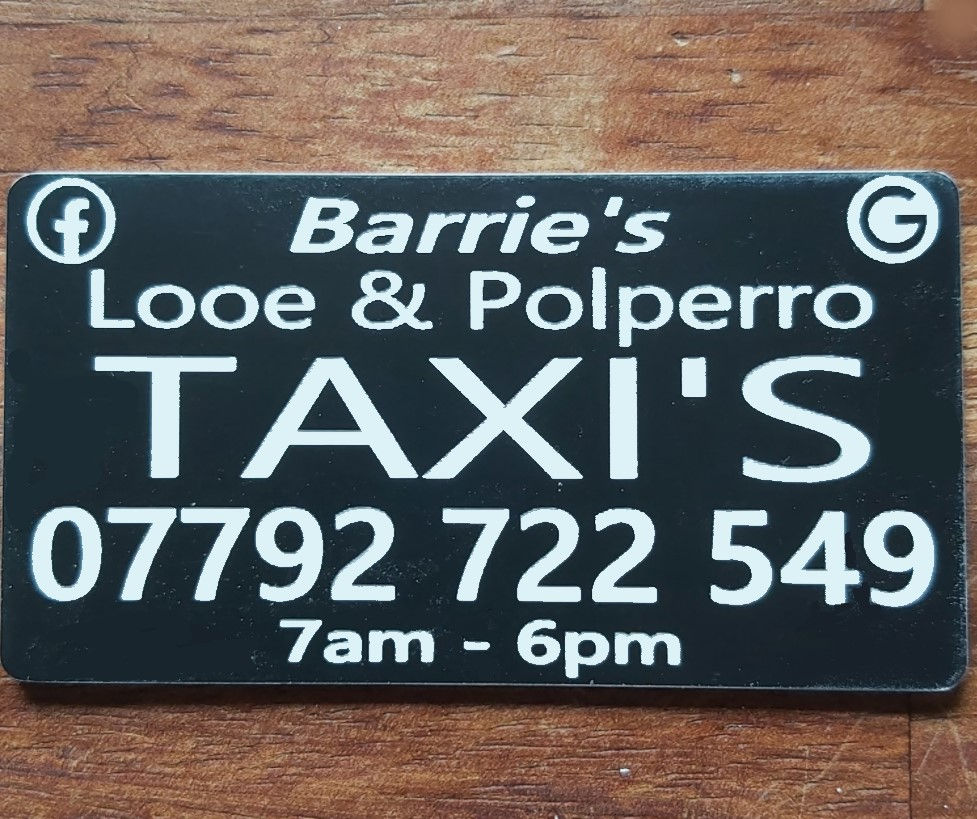 f
Barrie's
G
Looe & Polperro
TAXI'S
07792 722 549
7am - 6pm